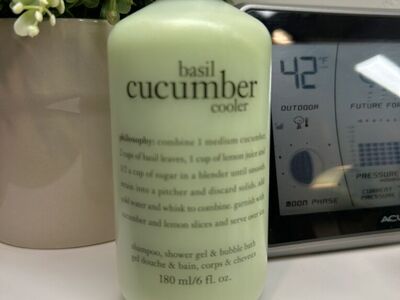 basil
cucumber
cooler
philosophy: combine 1 medium cucumber,
2 cups of basil leaves, 1 cup of lemon juice and
1/2 a cup of sugar in a blender until smooth.
strain into a pitcher and discard solids. Add
cold water and whisk to combine. garnish with
cucumber and lemon slices and serve over ice.
shampoo, shower gel & bubble bath
gel douche & bain, corps & cheveux
180 ml/6 fl. oz.
42 °F
OUTDOOR
MOON PHASE
FUTURE FOR
PRESSURE
CURRENT
PRESSURE
ACU